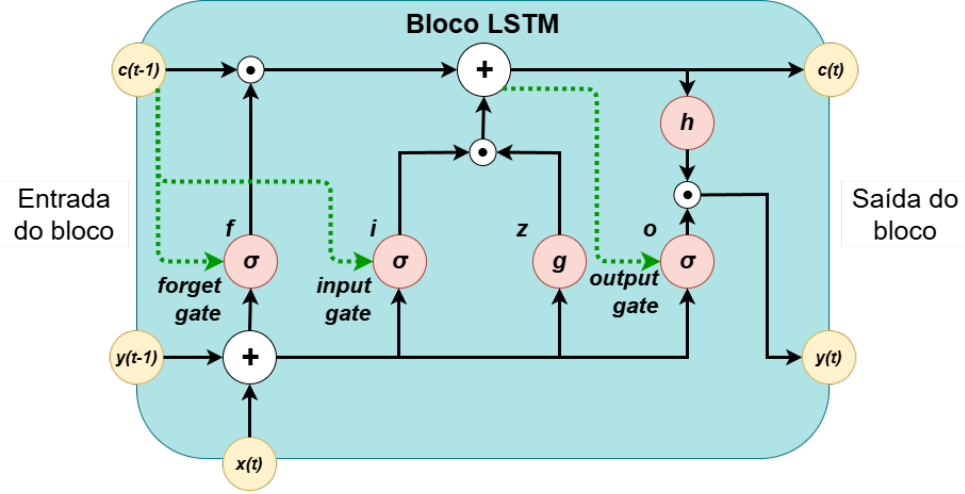 Bloco LSTM
c(t-1)
+
c(t)
h
Entrada
do bloco
Saída do
bloco
f
i
z
o
σ
σ
g
σ
forget
gate
input
gate
output
gate
y(t-1)
+
y(t)
x(t)